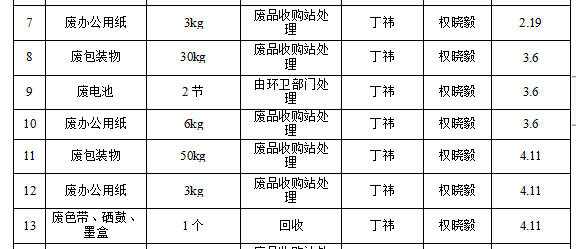 7 废办公用纸 3kg 废品收购站处理 丁祎 权晓毅 2.19
8 废包装物 30kg 废品收购站处理 丁祎 权晓毅 3.6
9 废电池 2 节 由环卫部门处理 丁祎 权晓毅 3.6
10 废办公用纸 6kg 废品收购站处理 丁祎 权晓毅 3.6
11 废包装物 50kg 废品收购站处理 丁祎 权晓毅 4.11
12 废办公用纸 3kg 废品收购站处理 丁祎 权晓毅 4.11
13 废色带、硒鼓、墨盒 1 个 回收 丁祎 权晓毅 4.11